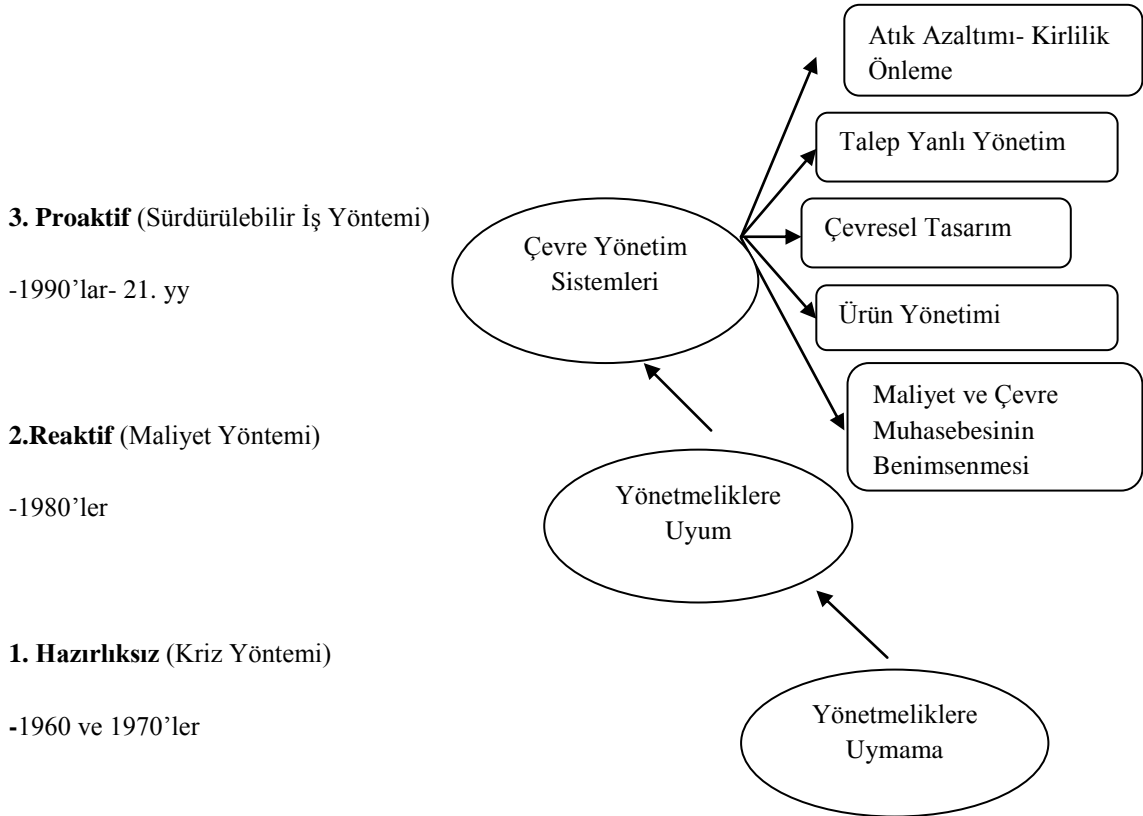 Atık Azaltımı- Kirlilik
Önleme
Talep Yanlı Yönetim
3. Proaktif (Sürdürülebilir İş Yöntemi)
Çevre Yönetim
Sistemleri
Çevresel Tasarım
-1990’lar- 21. yy
Ürün Yönetimi
Maliyet ve Çevre
Muhasebesinin
Benimsenmesi
2.Reaktif (Maliyet Yöntemi)
-1980’ler
Yönetmeliklere
Uyum
1. Hazırlıksız (Kriz Yöntemi)
-1960 ve 1970’ler
Yönetmeliklere
Uymama